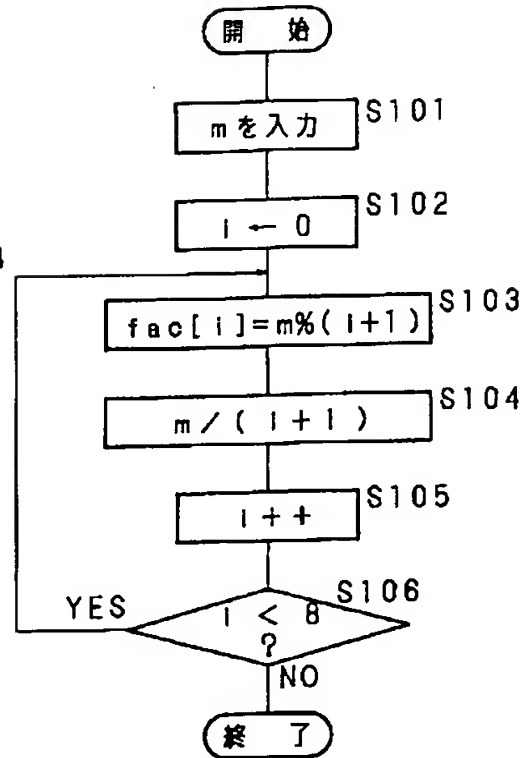 開 始
mを入力 S101
i ← 0 S102
fac[i]=m%(i+1) S103
m/(i+1) S104
i++ S105
i < 8 S106
?
YES
NO
終 了